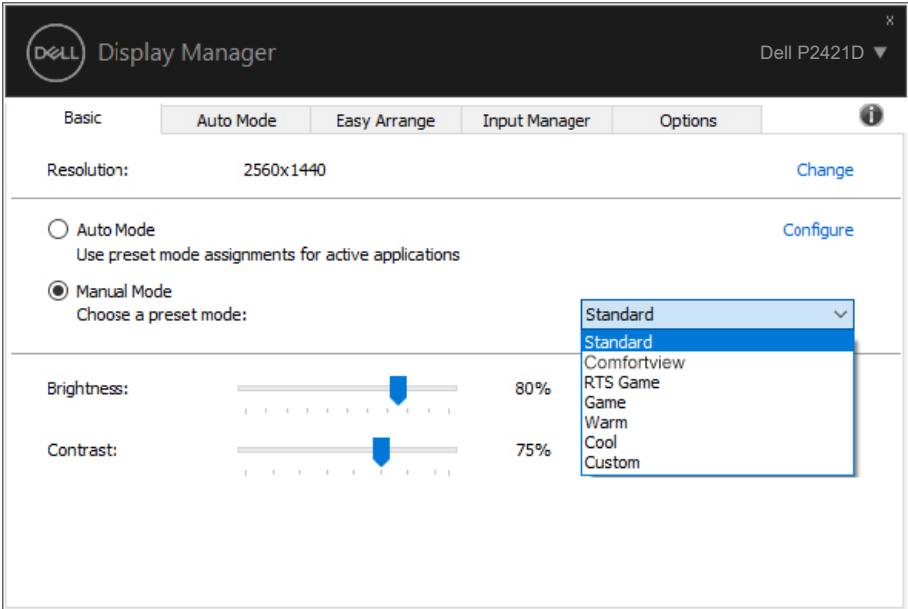 x
DELL Display Manager
Dell P2421D ▼
Basic Auto Mode Easy Arrange Input Manager Options i
Resolution: 2560x1440 Change
Auto Mode Configure
Use preset mode assignments for active applications
Manual Mode
Choose a preset mode: Standard
Standard
Comfortview
RTS Game
Game
Warm
Cool
Custom
Brightness: 80%
Contrast: 75%